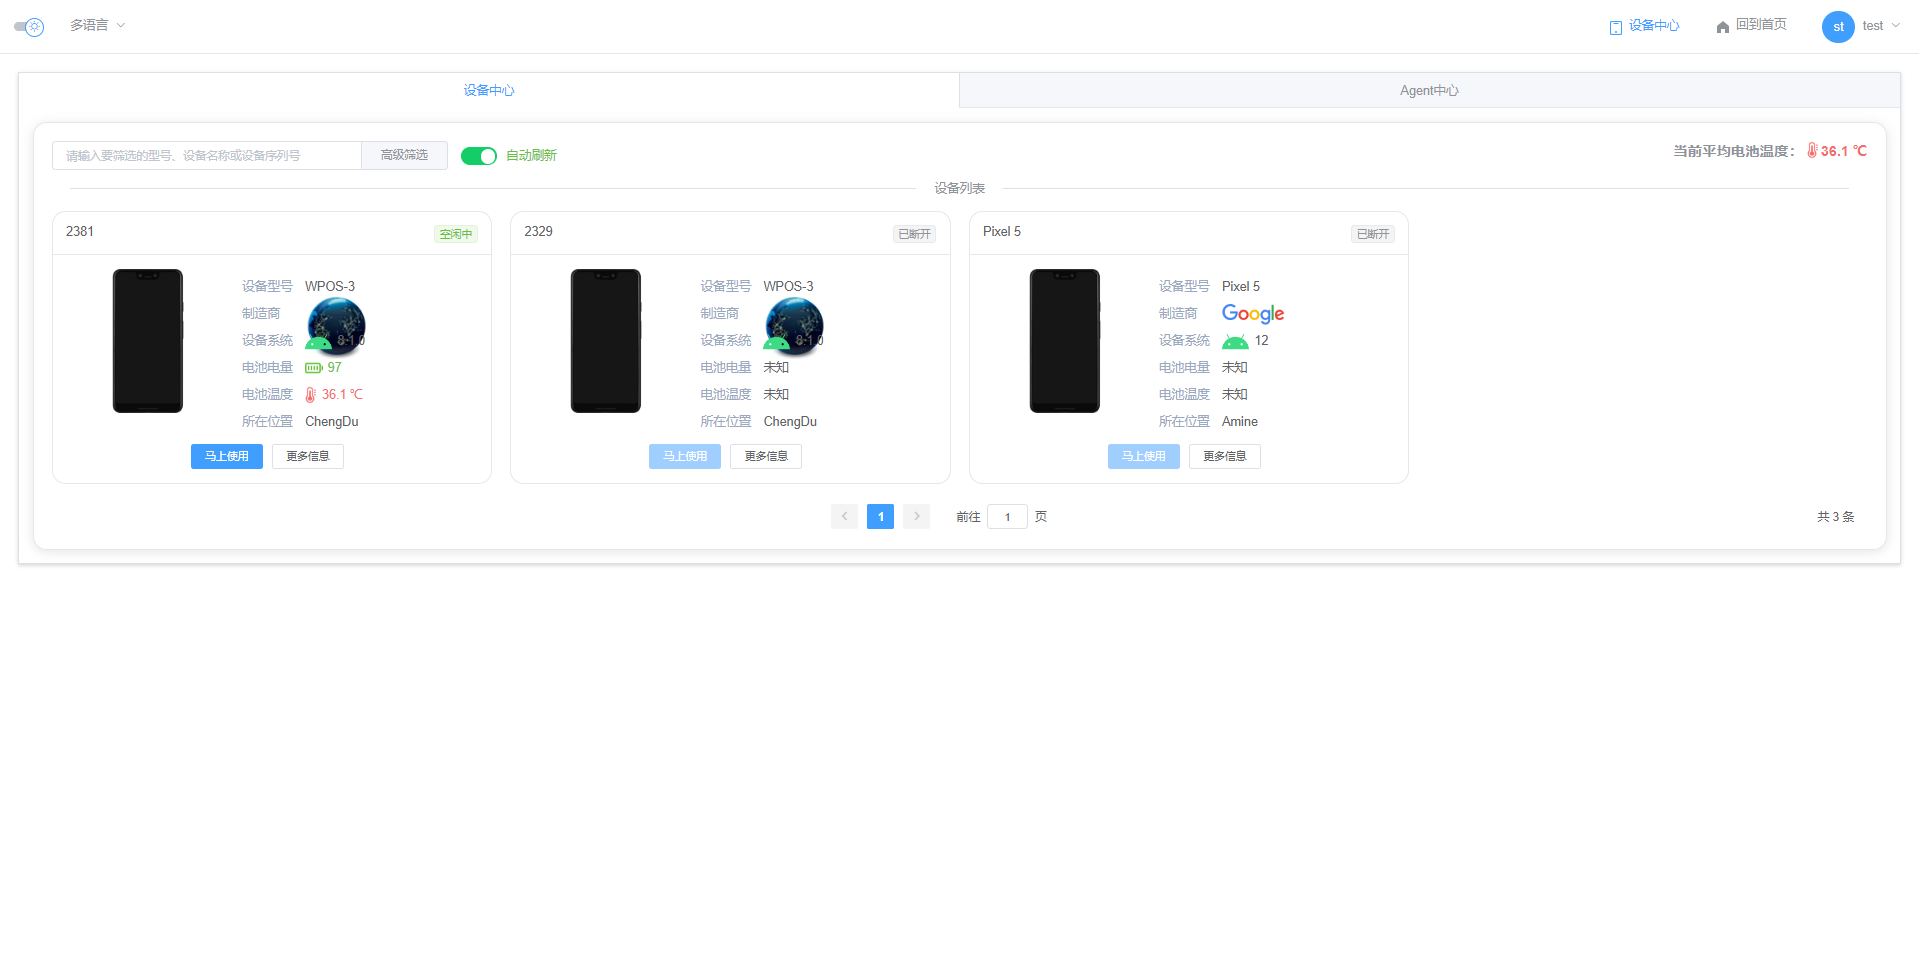 多语言
设备中心
回到首页
st
test
设备中心
Agent中心
请输入要筛选的型号、设备名称或设备序列号
高级筛选
自动刷新
当前平均电池温度：
36.1 ℃
设备列表
2381
空闲中
设备型号 WPOS-3
制造商
设备系统 8.1.0
电池电量 97
电池温度 36.1 ℃
所在位置 ChengDu
马上使用
更多信息
2329
已断开
设备型号 WPOS-3
制造商
设备系统 8.1.0
电池电量 未知
电池温度 未知
所在位置 ChengDu
马上使用
更多信息
Pixel 5
已断开
设备型号 Pixel 5
制造商 Google
设备系统 12
电池电量 未知
电池温度 未知
所在位置 Amine
马上使用
更多信息
1
前往 1 页
共 3 条